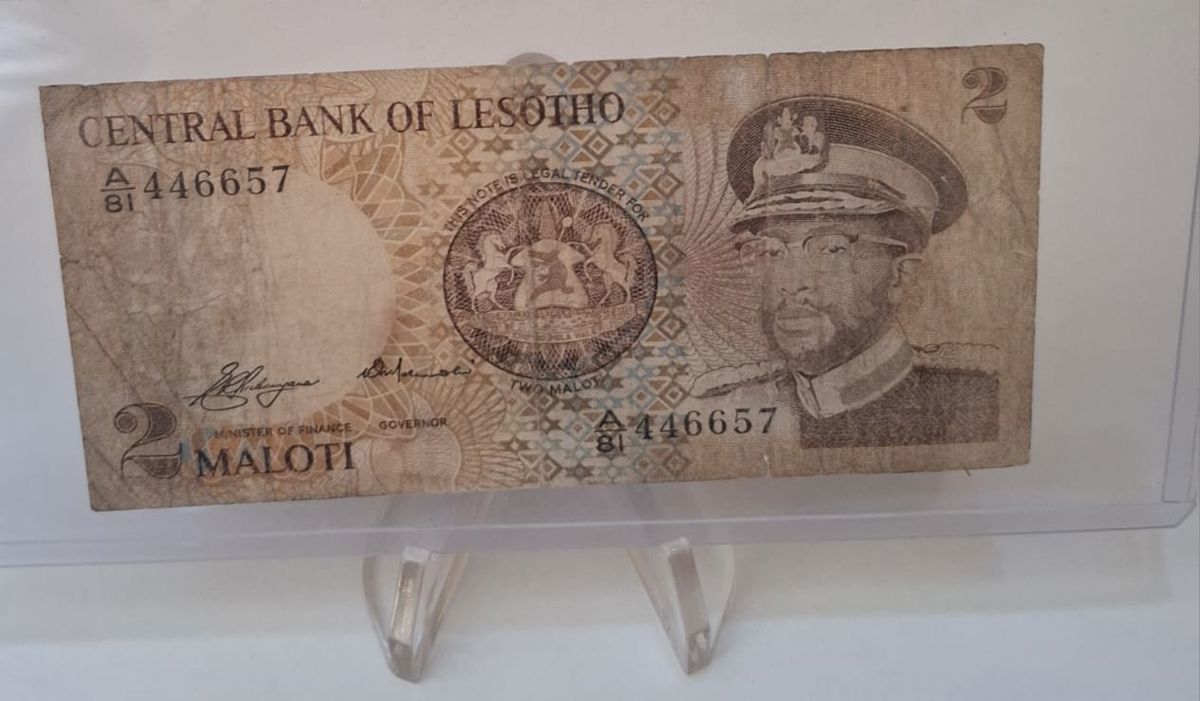 CENTRAL BANK OF LESOTHO
2
A/81 446657
THIS NOTE IS LEGAL TENDER FOR
TWO MALOTI
MINISTER OF FINANCE GOVERNOR
2 MALOTI
A/81 446657